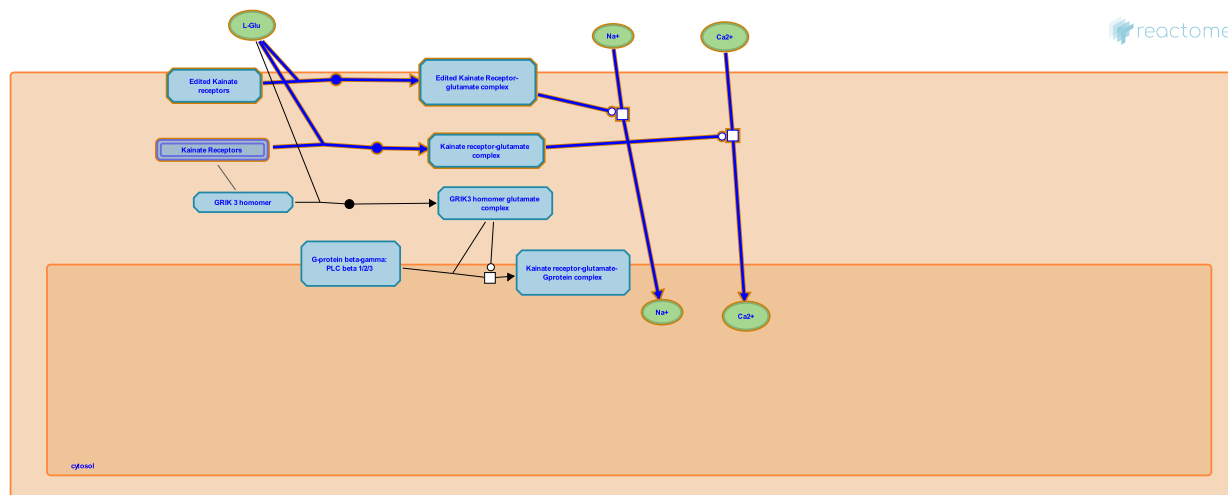 L-Glu
Na+
Ca2+
reactome
Edited Kainate
receptors
Edited Kainate Receptor-
glutamate complex
Kainate Receptors
Kainate receptor-glutamate
complex
GRIK 3 homomer
GRIK3 homomer glutamate
complex
G-protein beta-gamma:
PLC beta 1/2/3
Kainate receptor-glutamate-
Gprotein complex
Na+
Ca2+
cytosol